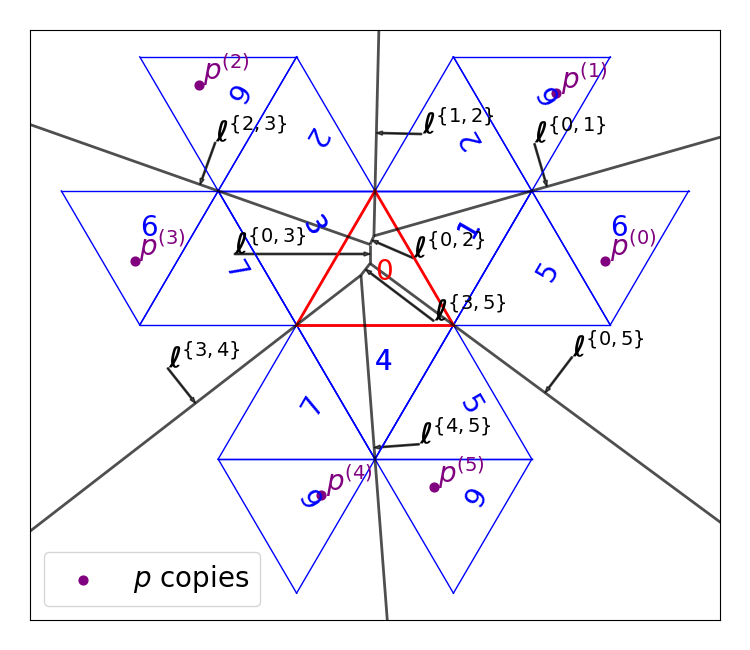 p^(2)
p^(1)
6
6
ℓ^{2,3}
ℓ^{1,2}
ℓ^{0,1}
2
2
6
p^(3)
ℓ^{0,3}
3
ℓ^{0,2}
1
6
p^(0)
7
0
5
ℓ^{3,5}
ℓ^{3,4}
4
ℓ^{0,5}
7
5
ℓ^{4,5}
6
p^(4)
p^(5)
6
p copies